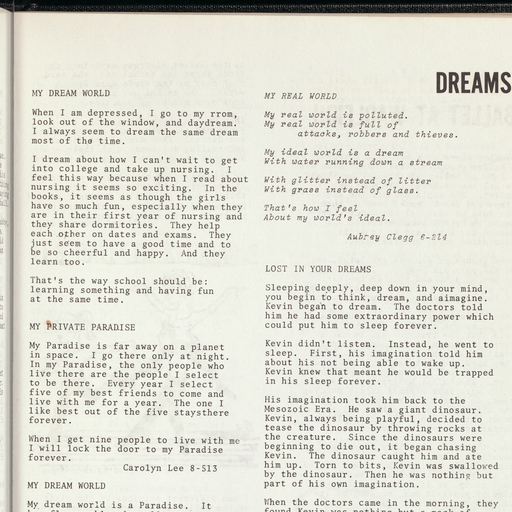 DREAMS
MY DREAM WORLD
When I am depressed, I go to my rrom,
look out of the window, and daydream.
I always seem to dream the same dream
most of the time.
I dream about how I can't wait to get
into college and take up nursing. I
feel this way because when I read about
nursing it seems so exciting. In the
books, it seems as though the girls
have so much fun, especially when they
are in their first year of nursing and
they share dormitories. They help
each other on dates and exams. They
just seem to have a good time and to
be so cheerful and happy. And they
learn too.
That's the way school should be:
learning something and having fun
at the same time.
MY PRIVATE PARADISE
My Paradise is far away on a planet
in space. I go there only at night.
In my Paradise, the only people who
live there are the people I select
to be there. Every year I select
five of my best friends to come and
live with me for a year. The one I
like best out of the five staysthere
forever.
When I get nine people to live with me
I will lock the door to my Paradise
forever.
Carolyn Lee 8-513
MY DREAM WORLD
My dream world is a Paradise. It
MY REAL WORLD
My real world is polluted.
My real world is full of
attacks, robbers and thieves.
My ideal world is a dream
With water running down a stream
With glitter instead of litter
With grass instead of glass.
That's how I feel
About my world's ideal.
Aubrey Clegg 6-214
LOST IN YOUR DREAMS
Sleeping deeply, deep down in your mind,
you begin to think, dream, and aimagine.
Kevin began to dream. The doctors told
him he had some extraordinary power which
could put him to sleep forever.
Kevin didn't listen. Instead, he went to
sleep. First, his imagination told him
about his not being able to wake up.
Kevin knew that meant he would be trapped
in his sleep forever.
His imagination took him back to the
Mesozoic Era. He saw a giant dinosaur.
Kevin, always being playful, decided to
tease the dinosaur by throwing rocks at
the creature. Since the dinosaurs were
beginning to die out, it began chasing
Kevin. The dinosaur caught him and ate
him up. Torn to bits, Kevin was swallowed
by the dinosaur. Then he was nothing but
part of his own imagination.
When the doctors came in the morning, they
found Kevin was nothing but a